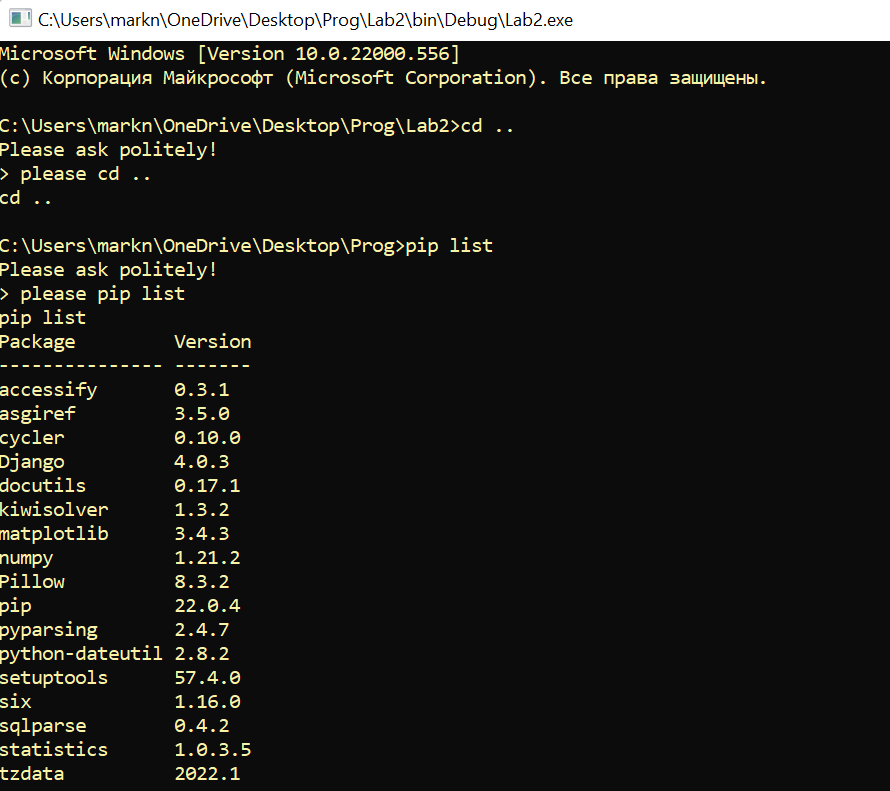 C:\Users\markn\OneDrive\Desktop\Prog\Lab2\bin\Debug\Lab2.exe
Microsoft Windows [Version 10.0.22000.556]
(c) Корпорация Майкрософт (Microsoft Corporation). Все права защищены.
C:\Users\markn\OneDrive\Desktop\Prog\Lab2>cd ..
Please ask politely!
> please cd ..
cd ..
C:\Users\markn\OneDrive\Desktop\Prog>pip list
Please ask politely!
> please pip list
pip list
Package         Version
--------------- -------
accessify       0.3.1
asgiref         3.5.0
cycler          0.10.0
Django          4.0.3
docutils        0.17.1
kiwisolver      1.3.2
matplotlib      3.4.3
numpy           1.21.2
Pillow          8.3.2
pip             22.0.4
pyparsing       2.4.7
python-dateutil 2.8.2
setuptools      57.4.0
six             1.16.0
sqlparse        0.4.2
statistics      1.0.3.5
tzdata          2022.1